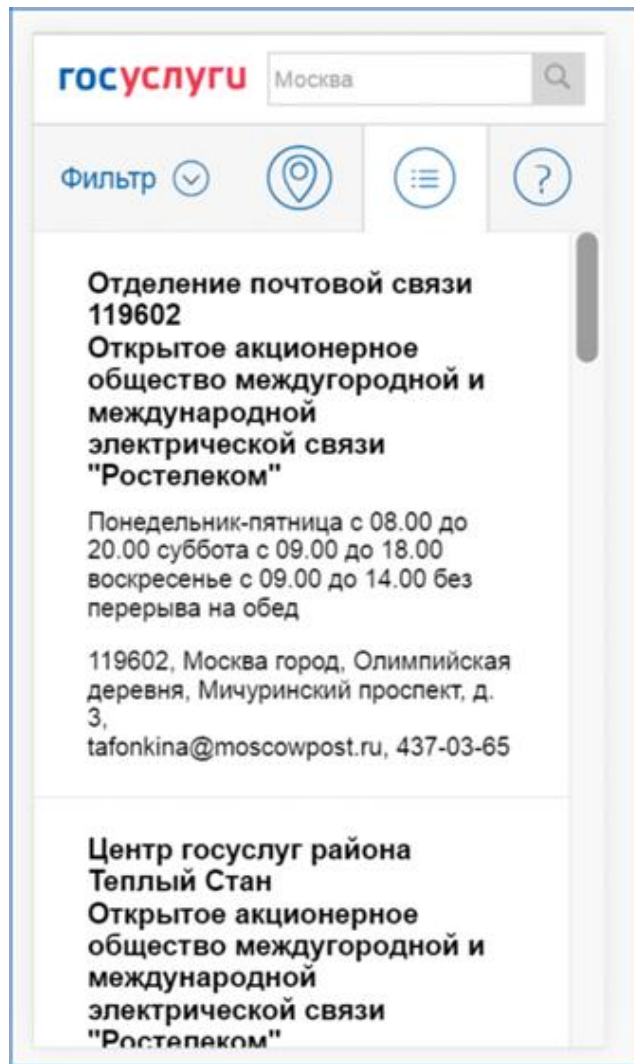 госуслуги Москва
Фильтр ?
Отделение почтовой связи
119602
Открытое акционерное
общество междугородной и
международной
электрической связи
"Ростелеком"
Понедельник-пятница с 08.00 до
20.00 суббота с 09.00 до 18.00
воскресенье с 09.00 до 14.00 без
перерыва на обед
119602, Москва город, Олимпийская
деревня, Мичуринский проспект, д.
3,
tafonkina@moscowpost.ru, 437-03-65
Центр госуслуг района
Теплый Стан
Открытое акционерное
общество междугородной и
международной
электрической связи
"Ростелеком"